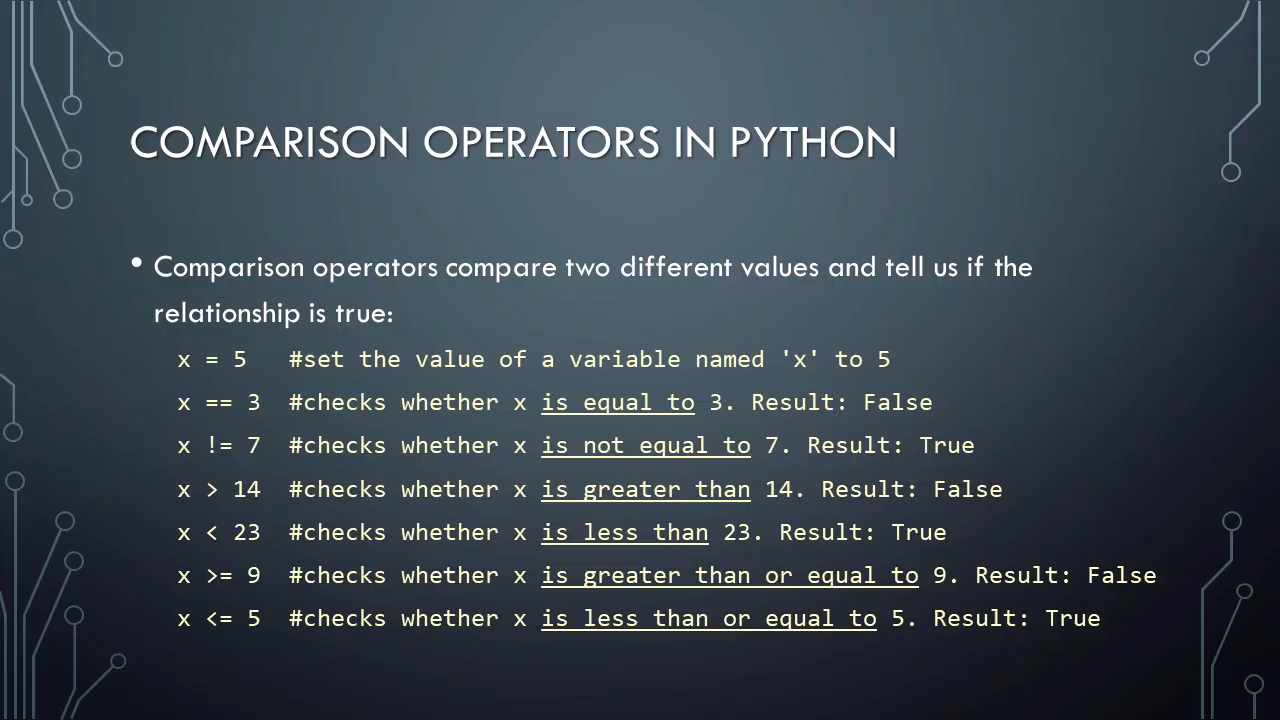 COMPARISON OPERATORS IN PYTHON
• Comparison operators compare two different values and tell us if the
relationship is true:
x = 5   #set the value of a variable named 'x' to 5
x == 3  #checks whether x is equal to 3. Result: False
x != 7  #checks whether x is not equal to 7. Result: True
x > 14  #checks whether x is greater than 14. Result: False
x < 23  #checks whether x is less than 23. Result: True
x >= 9  #checks whether x is greater than or equal to 9. Result: False
x <= 5  #checks whether x is less than or equal to 5. Result: True